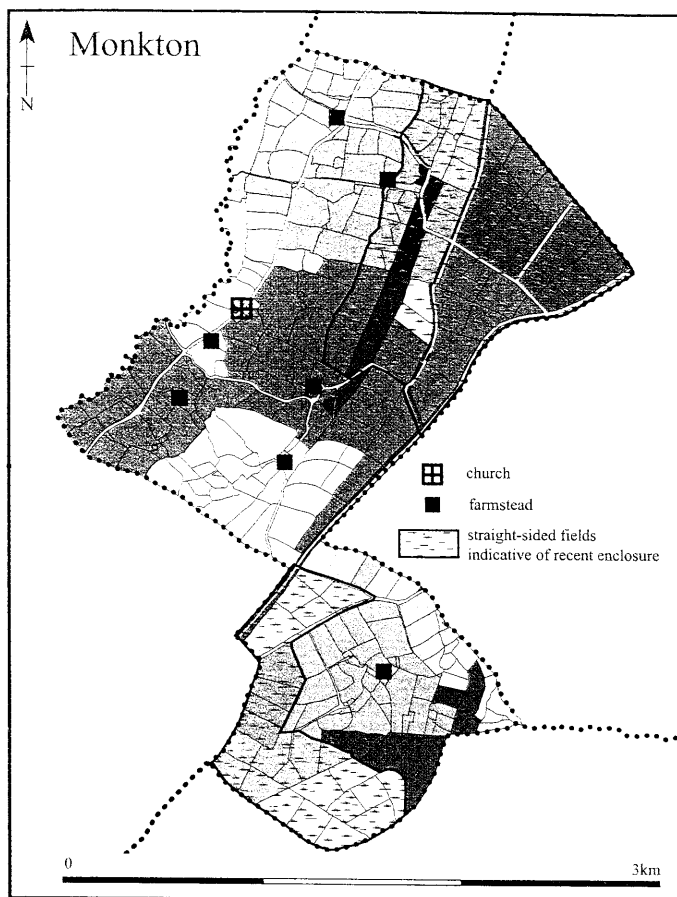 Monkton
N
church
farmstead
straight-sided fields
indicative of recent enclosure
0
3km